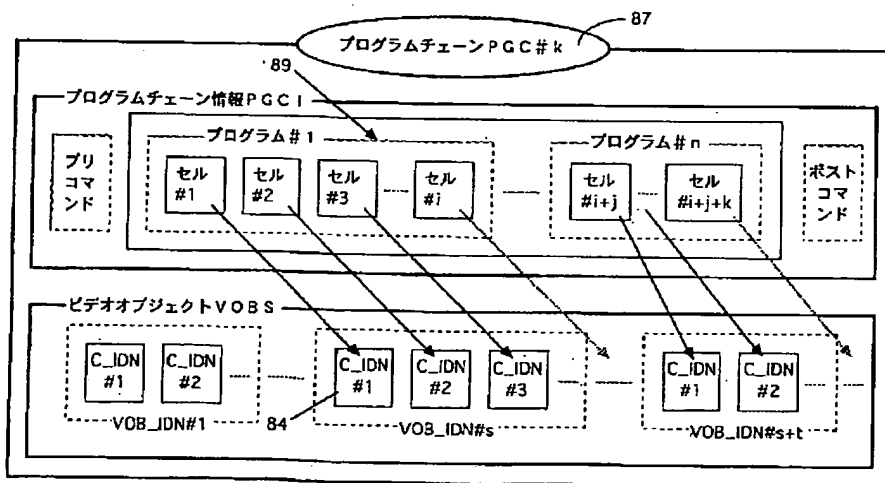 プログラムチェーンPGC#k
87
89
プログラムチェーン情報PGCI
プログラム#1
プログラム#n
プリ
コマ
ンド
セル
#1
セル
#2
セル
#3
セル
#i
セル
#i+j
セル
#i+j+k
ポスト
コマ
ンド
ビデオオブジェクトVOBS
C_IDN
#1
C_IDN
#2
C_IDN
#1
C_IDN
#2
C_IDN
#3
C_IDN
#1
C_IDN
#2
VOB_IDN#1
84
VOB_IDN#s
VOB_IDN#s+t